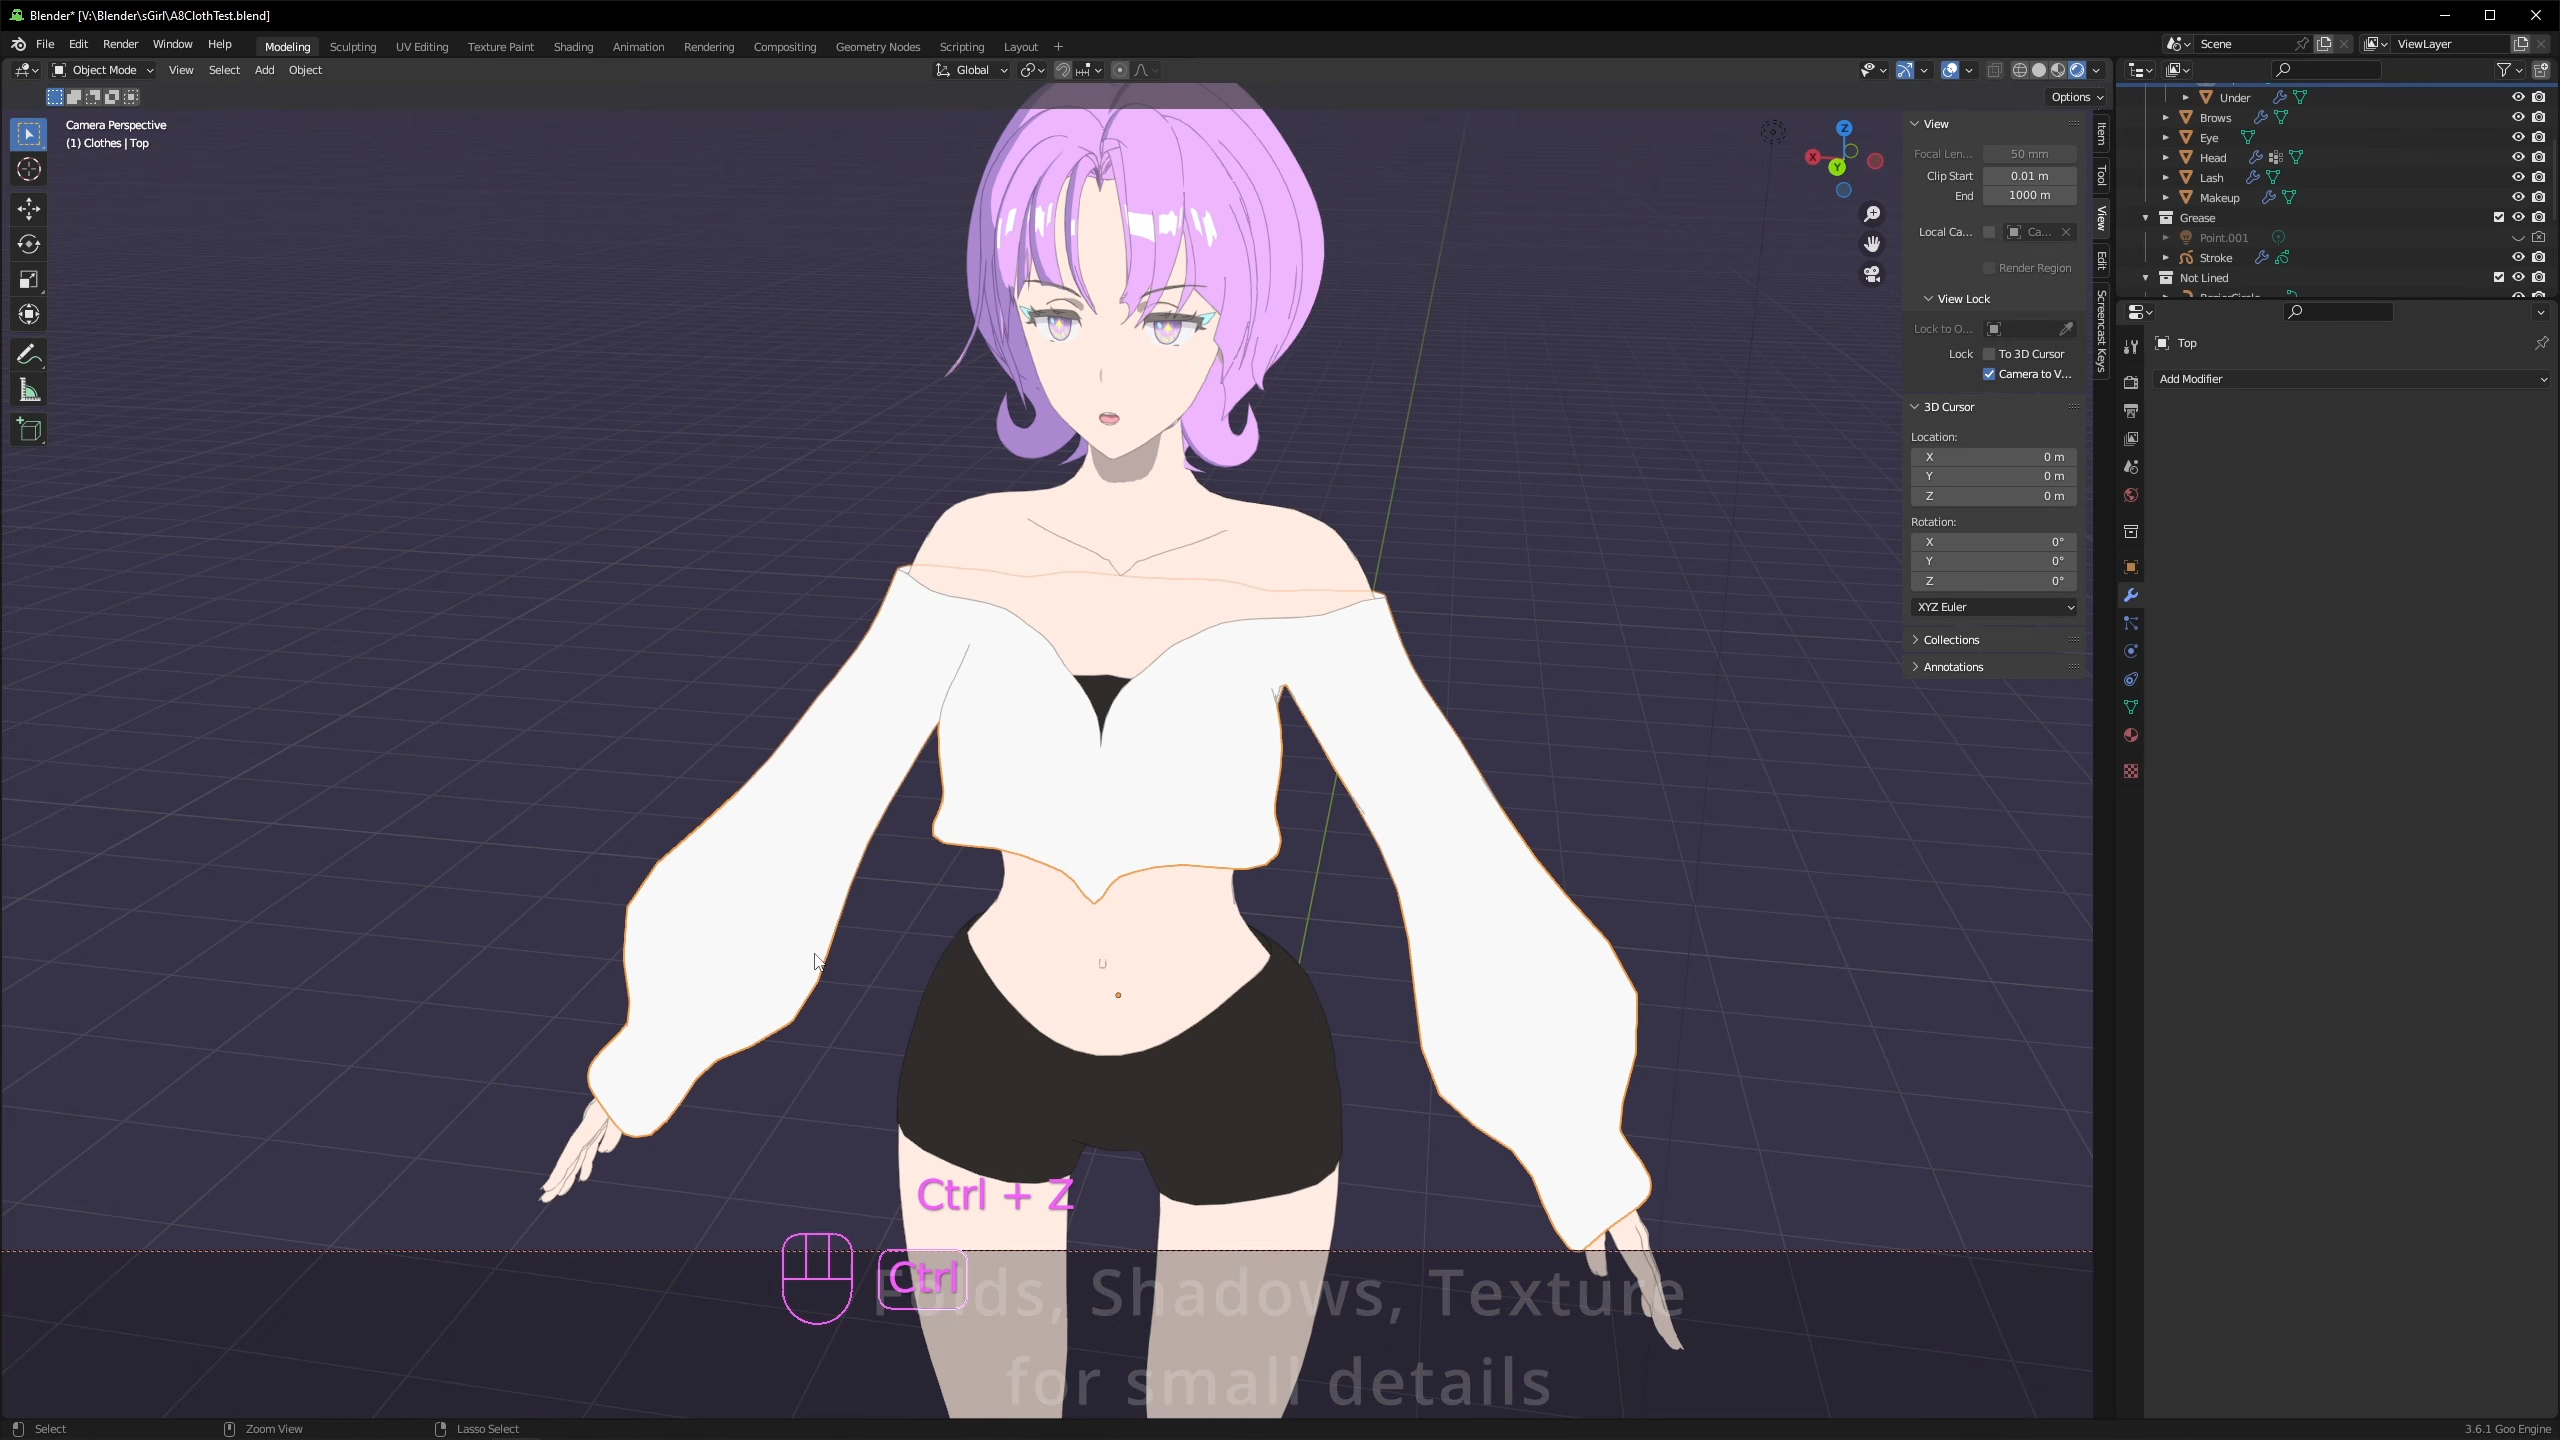 Blender* [V:\Blender\sGirl\A8ClothTest.blend]
File Edit Render Window Help Modeling Sculpting UV Editing Texture Paint Shading Animation Rendering Compositing Geometry Nodes Scripting Layout + Scene ViewLayer
Object Mode View Select Add Object Global
Options
Camera Perspective
(1) Clothes | Top
Z
X
Y
View
Focal Len... 50 mm
Clip Start 0.01 m
End 1000 m
Local Ca... Ca...
Render Region
View Lock
Lock to O...
Lock To 3D Cursor
Camera to V...
3D Cursor
Location:
X 0 m
Y 0 m
Z 0 m
Rotation:
X 0°
Y 0°
Z 0°
XYZ Euler
Collections
Annotations
Item
Tool
View
Edit
Screencast Keys
Under
Brows
Eye
Head
Lash
Makeup
Grease
Point.001
Stroke
Not Lined
BezierCircle
Top
Add Modifier
Ctrl + Z
Ctrl
Folds, Shadows, Texture
for small details
Select Zoom View Lasso Select 3.6.1 Goo Engine